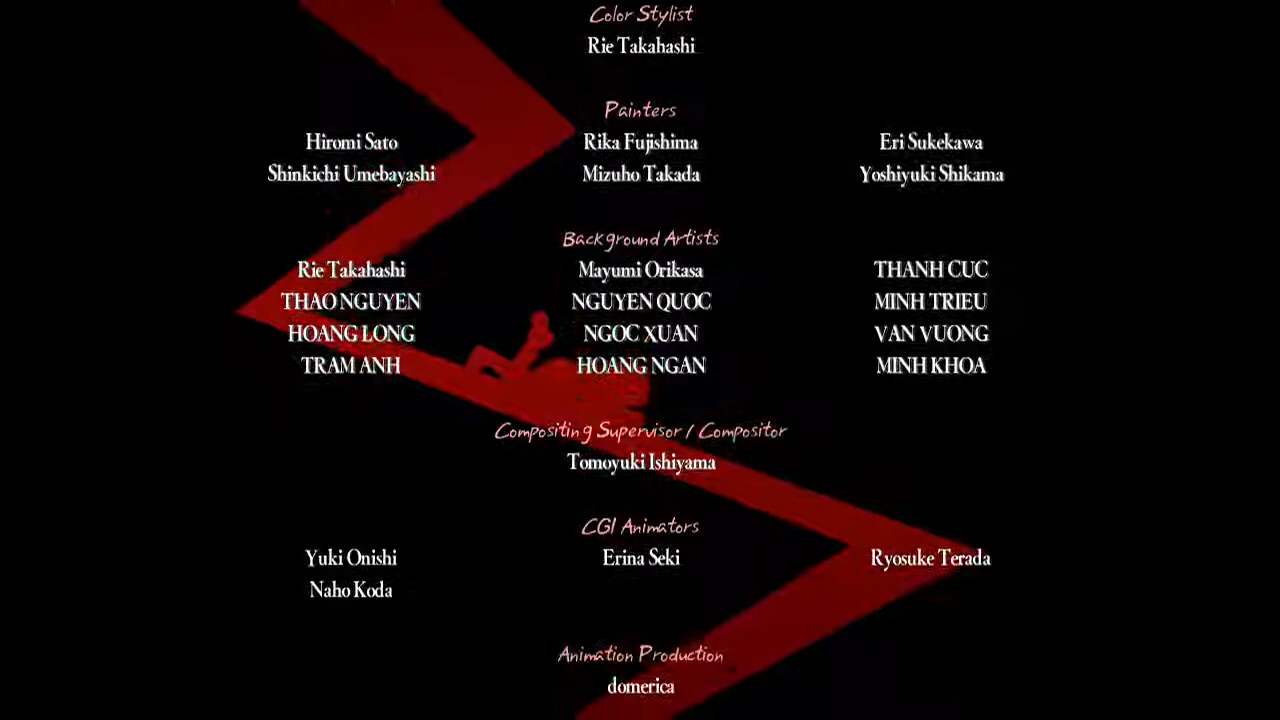 Color Stylist
Rie Takahashi
Painters
Hiromi Sato Rika Fujishima Eri Sukekawa
Shinkichi Umebayashi Mizuho Takada Yoshiyuki Shikama
Background Artists
Rie Takahashi Mayumi Orikasa THANH CUC
THAO NGUYEN NGUYEN QUOC MINH TRIEU
HOANG LONG NGOC XUAN VAN VUONG
TRAM ANH HOANG NGAN MINH KHOA
Compositing Supervisor / Compositor
Tomoyuki Ishiyama
CGI Animators
Yuki Onishi Erina Seki Ryosuke Terada
Naho Koda
Animation Production
domerica